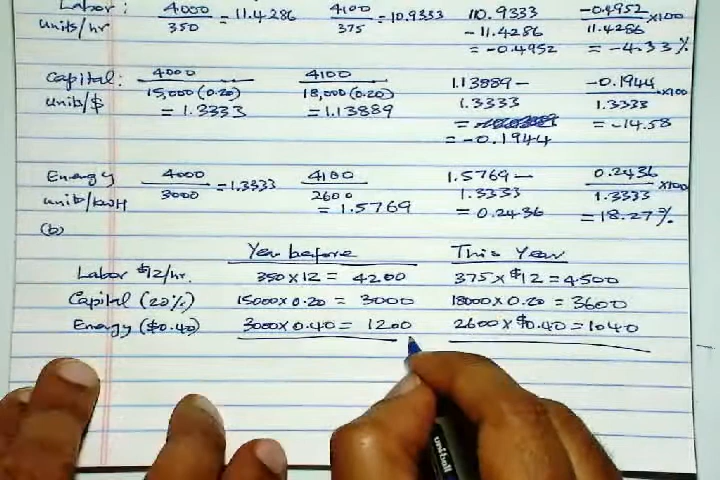 Labor: 4000/350 = 11.4286 4100/375 = 10.9333 10.9333 -0.4952/11.4286 x100
units/hr - 11.4286
= -0.4952 = -4.33%
Capital: 4000/15,000(0.20) 4100/18,000(0.20) 1.13889 - -0.1944/1.3333 x100
units/$ = 1.3333 = 1.13889 1.3333
= = -14.58
= -0.1944
Energy 4000/3000 = 1.3333 4100/2600 1.5769 - 0.2436/1.3333 x100
unit/kWH = 1.5769 1.3333
= 0.2436 = 18.27%
(b)
Year before This Year
Labor $12/hr. 350 x 12 = 4200 375 x $12 = 4500
Capital (20%) 15000 x 0.20 = 3000 18000 x 0.20 = 3600
Energy ($0.40) 3000 x 0.40 = 1200 2600 x $0.40 = 1040
uniball